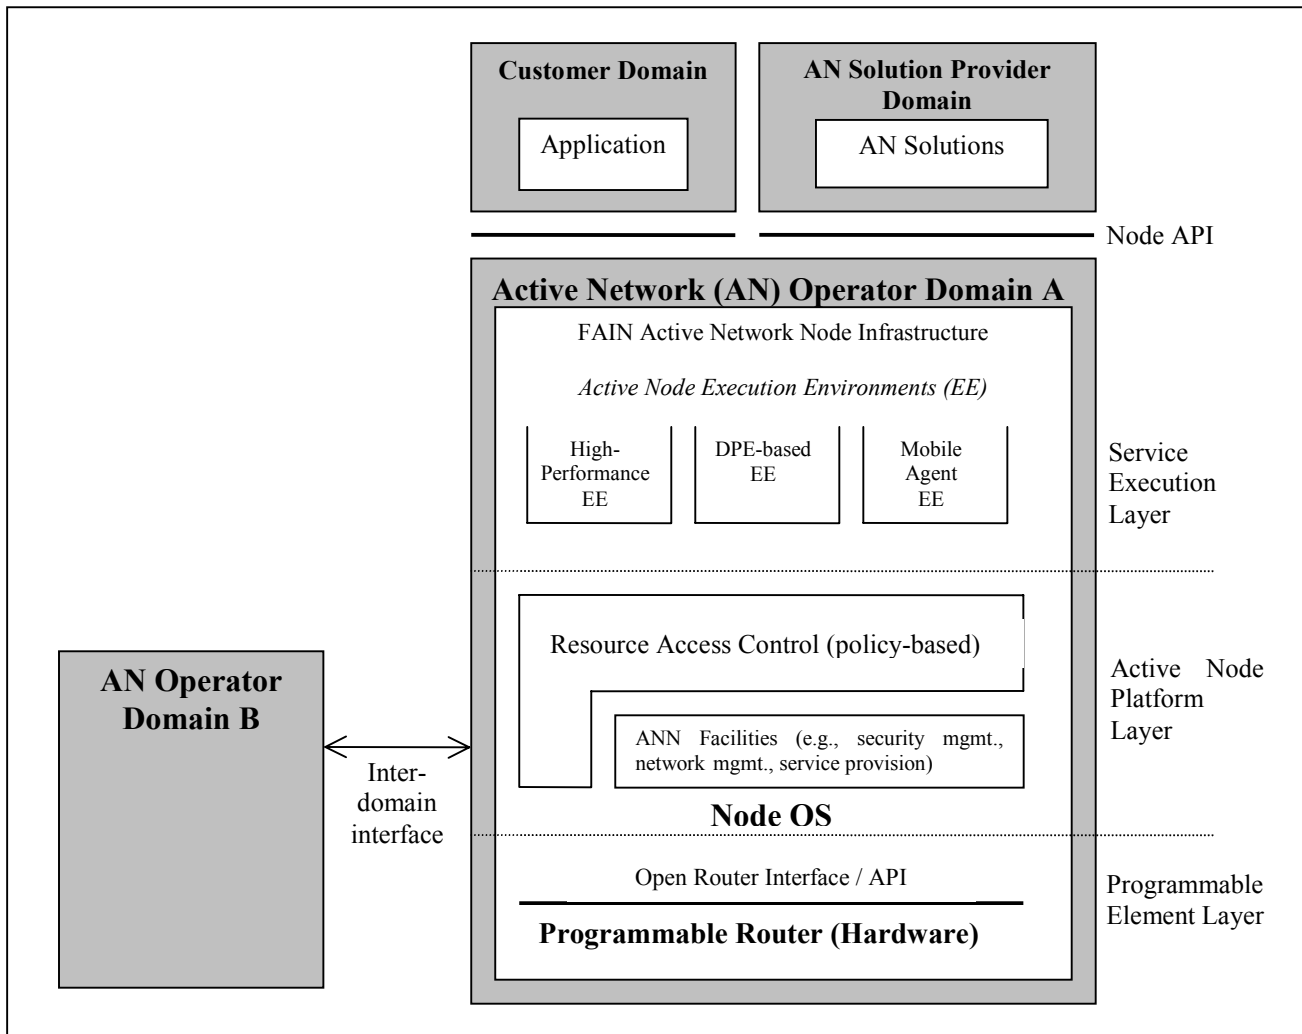 Customer Domain
Application
AN Solution Provider
Domain
AN Solutions
Node API
Active Network (AN) Operator Domain A
FAIN Active Network Node Infrastructure
Active Node Execution Environments (EE)
High-
Performance
EE
DPE-based
EE
Mobile
Agent
EE
Service
Execution
Layer
Resource Access Control (policy-based)
ANN Facilities (e.g., security mgmt.,
network mgmt., service provision)
Node OS
Active Node
Platform
Layer
AN Operator
Domain B
Inter-
domain
interface
Open Router Interface / API
Programmable Router (Hardware)
Programmable
Element Layer